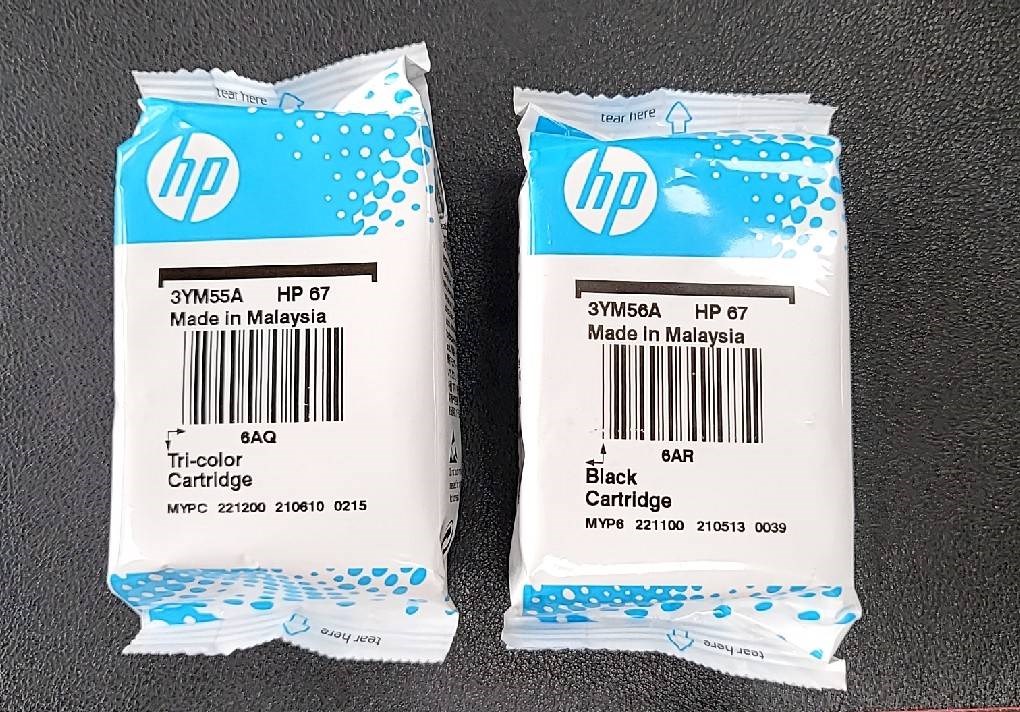 tear here
hp
3YM55A HP 67
Made in Malaysia
6AQ
Tri-color
Cartridge
MYPC 221200 210610 0215
tear here
tear here
hp
3YM56A HP 67
Made in Malaysia
6AR
Black
Cartridge
MYP6 221100 210513 0039
tear here